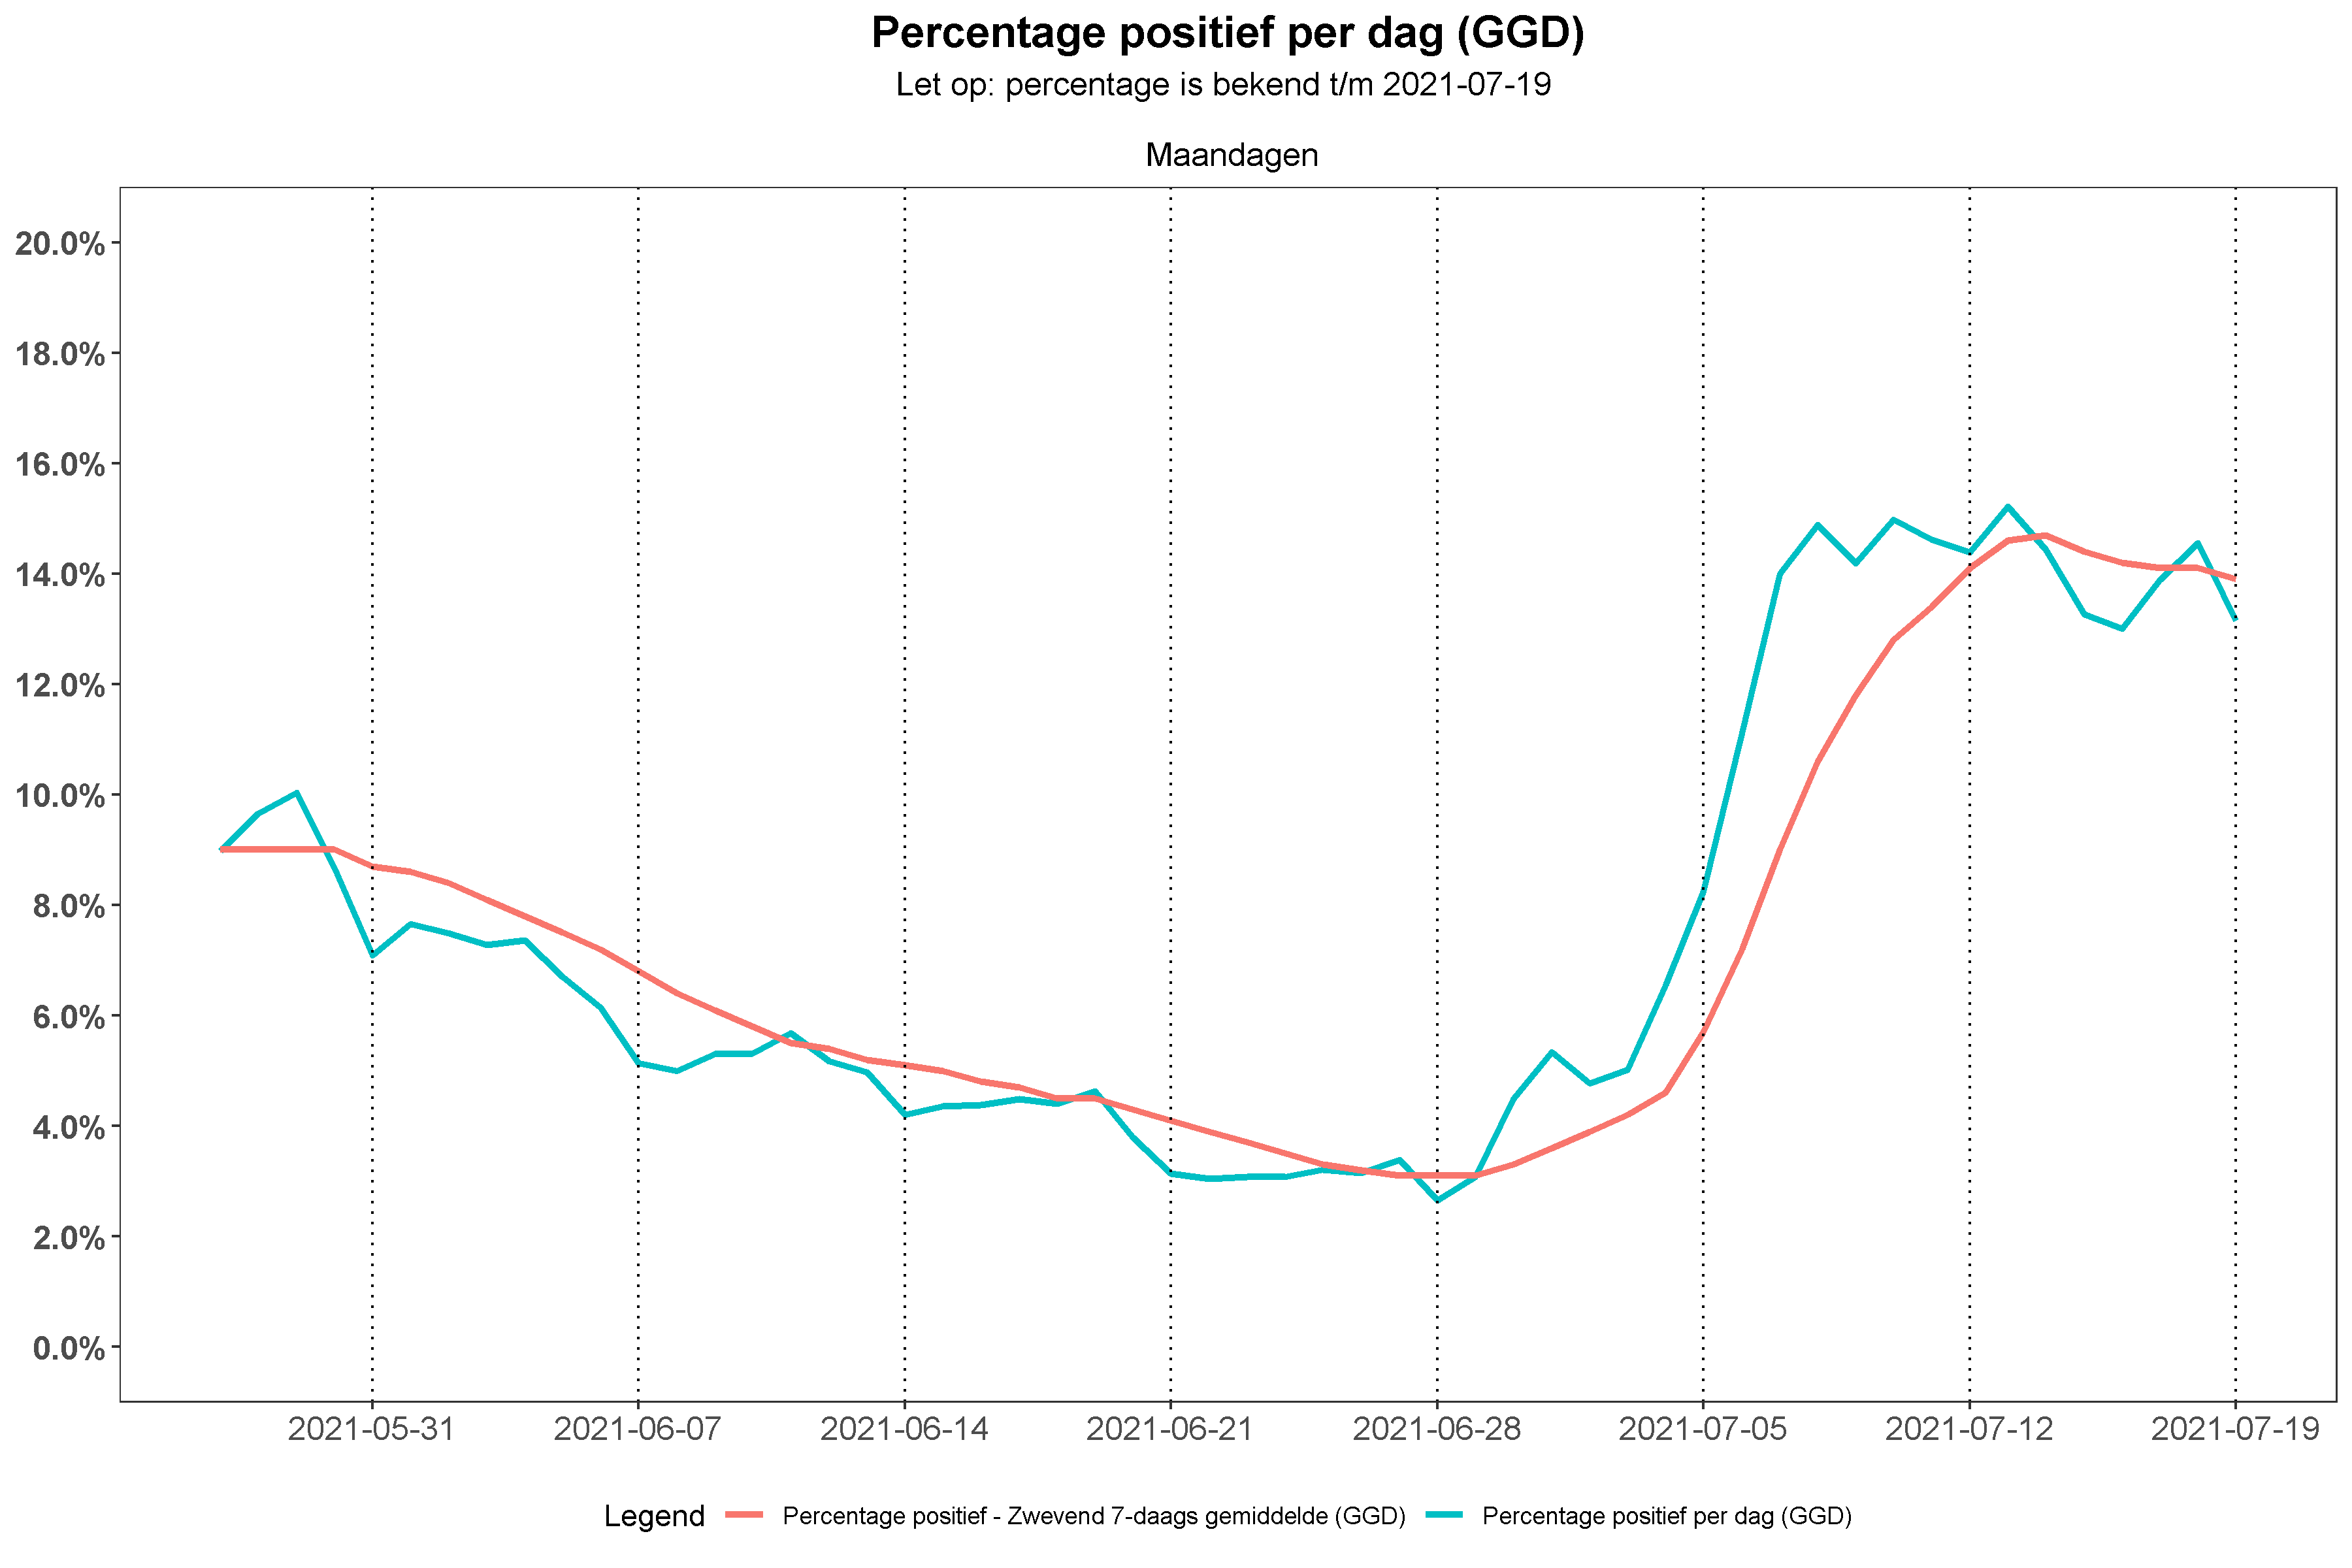 Percentage positief per dag (GGD)
Let op: percentage is bekend t/m 2021-07-19
Maandagen
20.0%
18.0%
16.0%
14.0%
12.0%
10.0%
8.0%
6.0%
4.0%
2.0%
0.0%
2021-05-31 2021-06-07 2021-06-14 2021-06-21 2021-06-28 2021-07-05 2021-07-12 2021-07-19
Legend Percentage positief - Zwevend 7-daags gemiddelde (GGD) Percentage positief per dag (GGD)